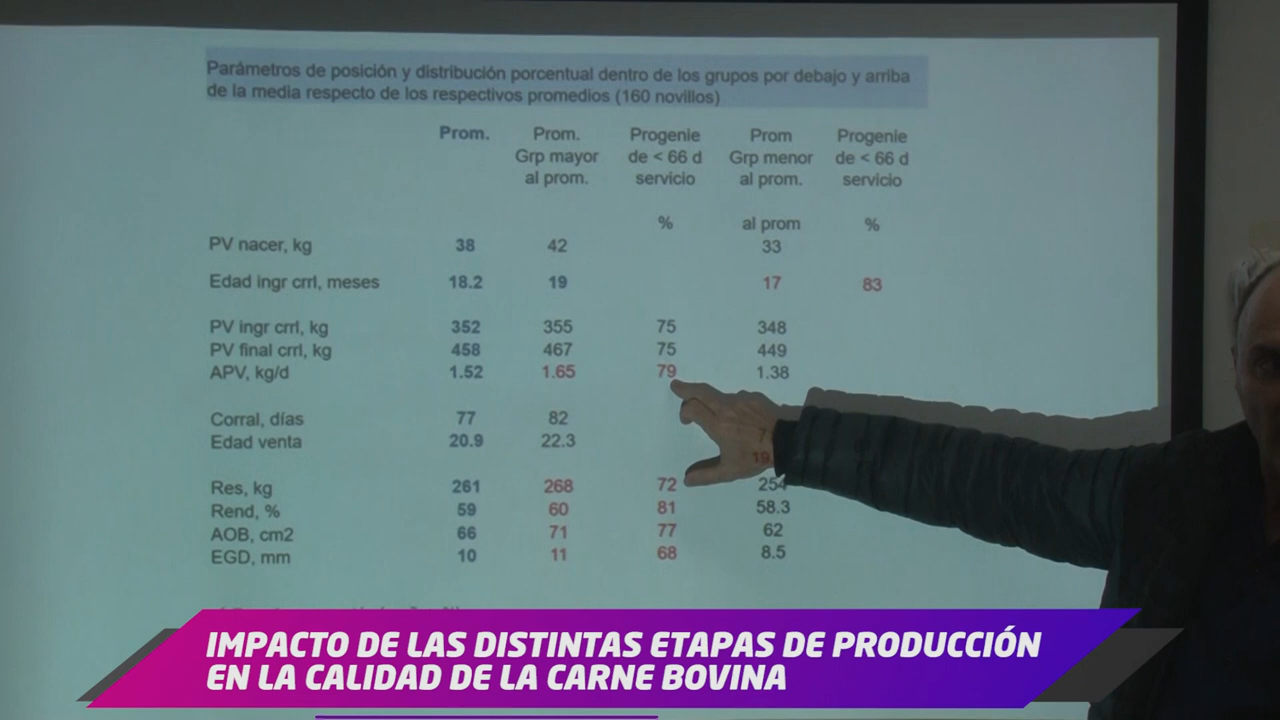 Parámetros de posición y distribución porcentual dentro de los grupos por debajo y arriba
de la media respecto de los respectivos promedios (160 novillos)
Prom. Prom. Progenie Prom Progenie
Grp mayor de < 66 d Grp menor de < 66 d
al prom. servicio al prom. servicio
% al prom %
PV nacer, kg 38 42 33
Edad ingr crrl, meses 18.2 19 17 83
PV ingr crrl, kg 352 355 75 348
PV final crrl, kg 458 467 75 449
APV, kg/d 1.52 1.65 79 1.38
Corral, días 77 82
Edad venta 20.9 22.3 19
Res, kg 261 268 72 254
Rend, % 59 60 81 58.3
AOB, cm2 66 71 77 62
EGD, mm 10 11 68 8.5
IMPACTO DE LAS DISTINTAS ETAPAS DE PRODUCCIÓN
EN LA CALIDAD DE LA CARNE BOVINA